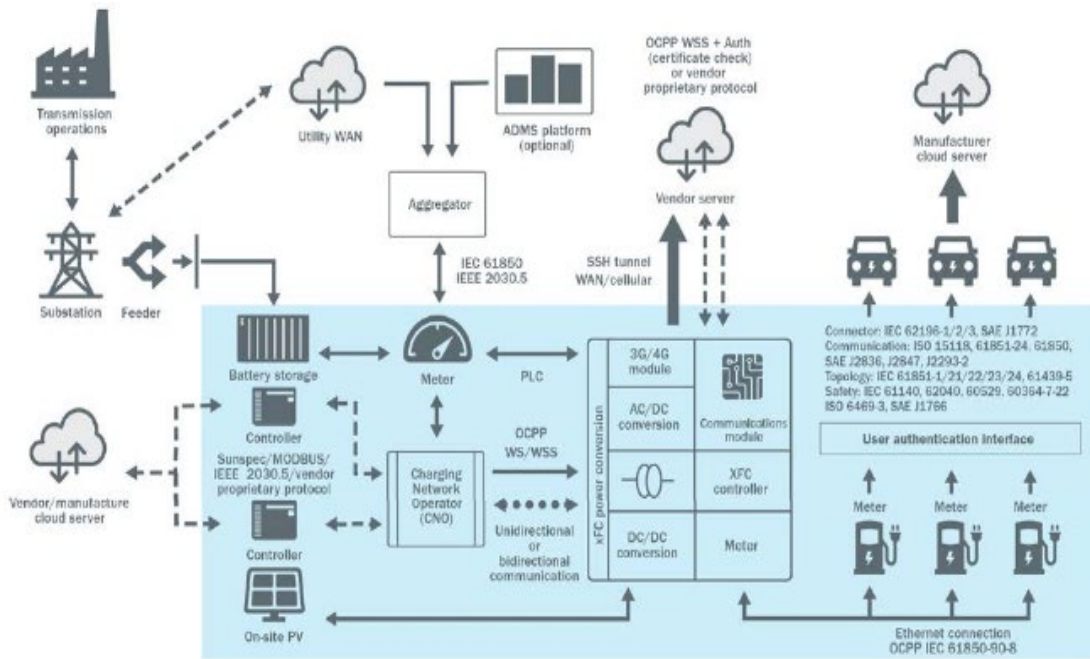 Transmission
operations
Utility WAN
ADMS platform
(optional)
OCPP WSS + Auth
(certificate check)
or vendor
proprietary protocol
Vendor server
Manufacturer
cloud server
Aggregator
IEC 61850
IEEE 2030.5
SSH tunnel
WAN/cellular
Substation
Feeder
Battery storage
Meter
PLC
Controller
Sunspec/MODBUS/
IEEE 2030.5/vendor
proprietary protocol
Controller
Vendor/manufacture
cloud server
On-site PV
Charging
Network
Operator
(CNO)
OCPP
WS/WSS
Unidirectional
or
bidirectional
communication
xFC power conversion
3G/4G
module
AC/DC
conversion
DC/DC
conversion
Communications
module
XFC
controller
Meter
Connector: IEC 62196-1/2/3, SAE J1772
Communication: ISO 15118, 61851-24, 61850,
SAE J2836, J2847, J2293-2
Topology: IEC 61851-1/21/22/23/24, 61439-5
Safety: IEC 61140, 62040, 60529, 60364-7-22
ISO 6469-3, SAE J1766
User authentication interface
Meter
Meter
Meter
Ethernet connection
OCPP IEC 61850-90-8